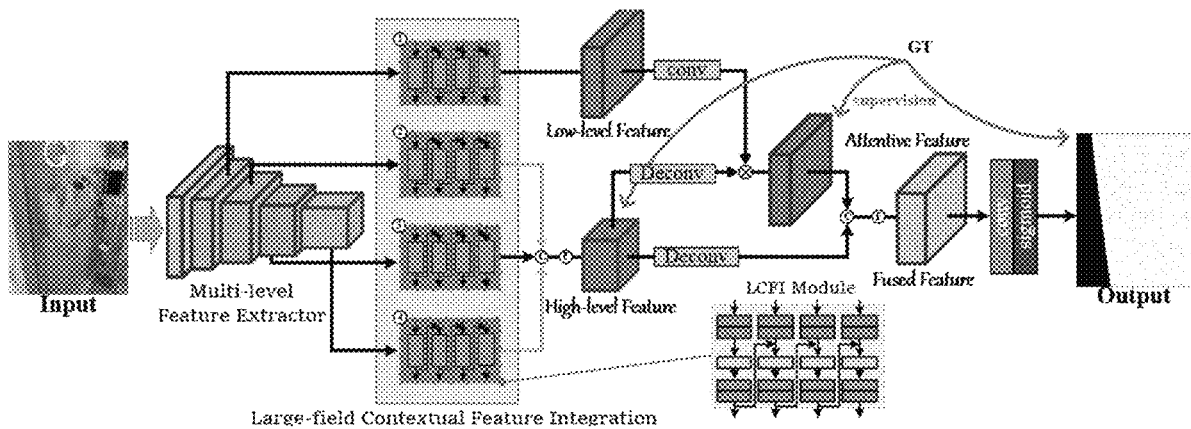 GT
conv
supervision
Low-level Feature
Attentive Feature
Deconv
Input
Multi-level
Feature Extractor
Deconv
High-level Feature
Fused Feature
Output
LCFI Module
Large-field Contextual Feature Integration